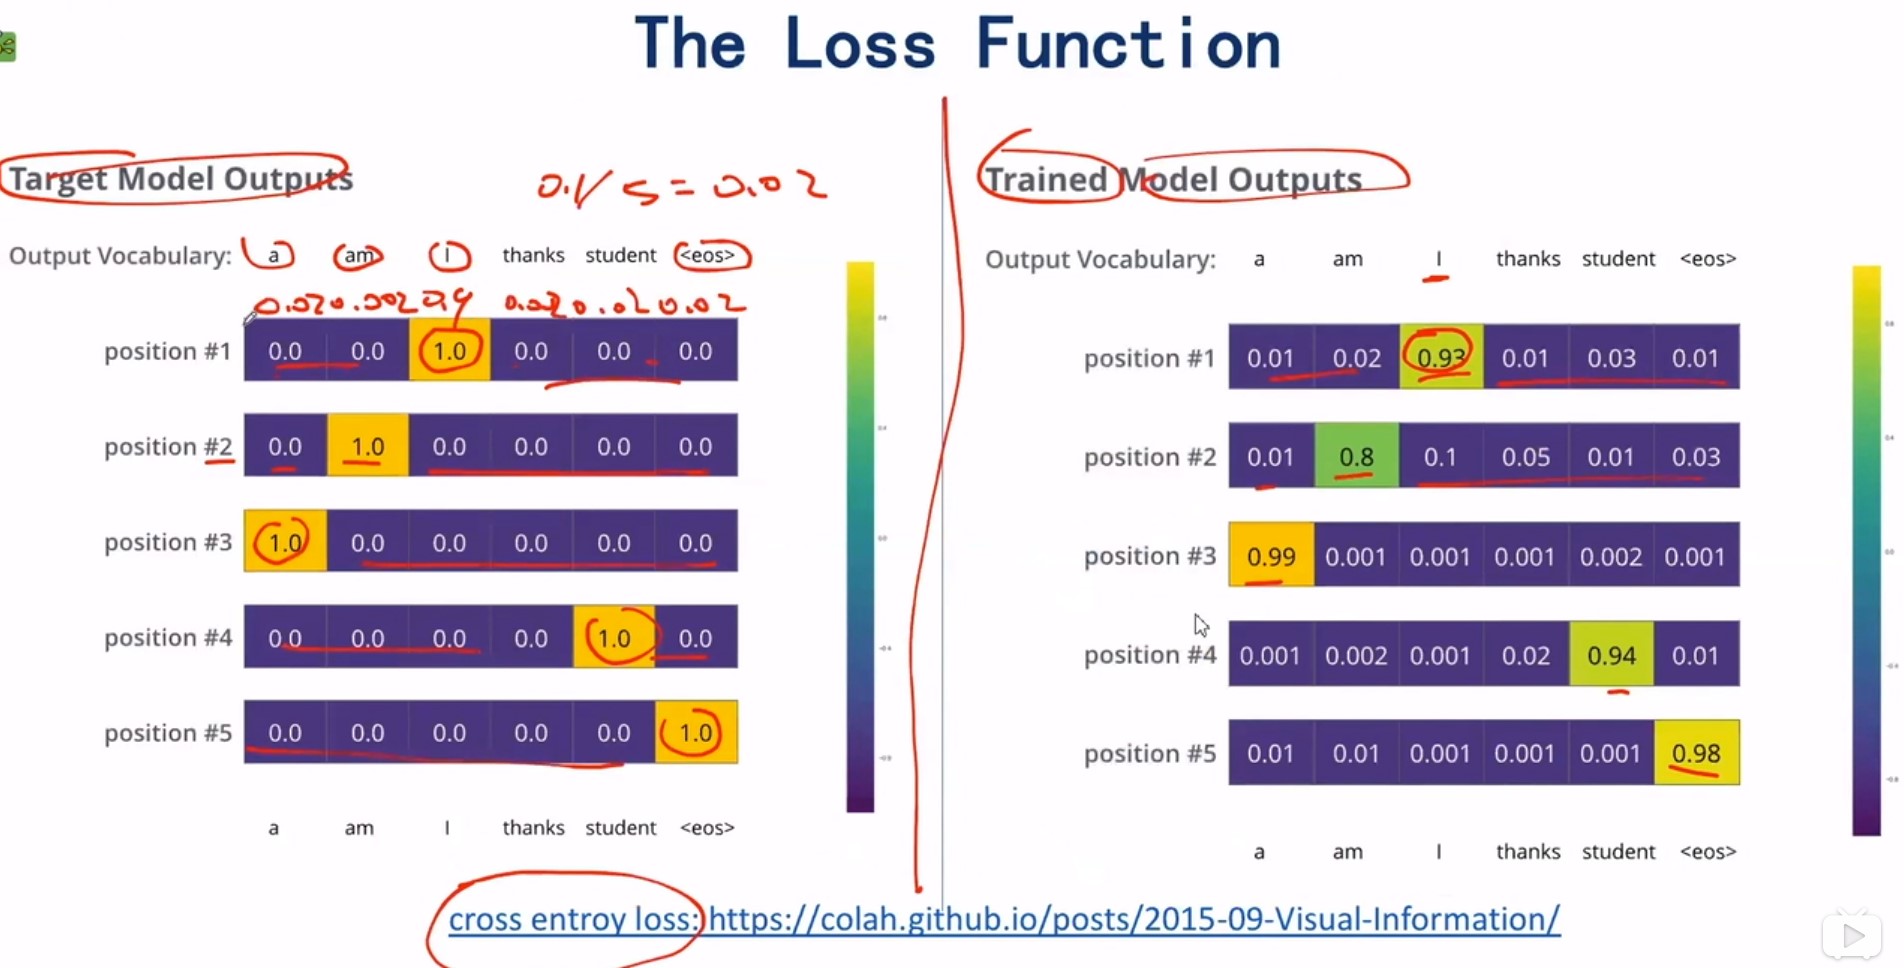 The Loss Function
Target Model Outputs
0.1/5=0.02
Output Vocabulary: a am I thanks student <eos>
0.02 0.002 0.9 0.02 0.02 0.02
position #1 0.0 0.0 1.0 0.0 0.0 0.0
position #2 0.0 1.0 0.0 0.0 0.0 0.0
position #3 1.0 0.0 0.0 0.0 0.0 0.0
position #4 0.0 0.0 0.0 0.0 1.0 0.0
position #5 0.0 0.0 0.0 0.0 0.0 1.0
a am I thanks student <eos>
Trained Model Outputs
Output Vocabulary: a am I thanks student <eos>
position #1 0.01 0.02 0.93 0.01 0.03 0.01
position #2 0.01 0.8 0.1 0.05 0.01 0.03
position #3 0.99 0.001 0.001 0.001 0.002 0.001
position #4 0.001 0.002 0.001 0.02 0.94 0.01
position #5 0.01 0.01 0.001 0.001 0.001 0.98
a am I thanks student <eos>
cross entroy loss: https://colah.github.io/posts/2015-09-Visual-Information/